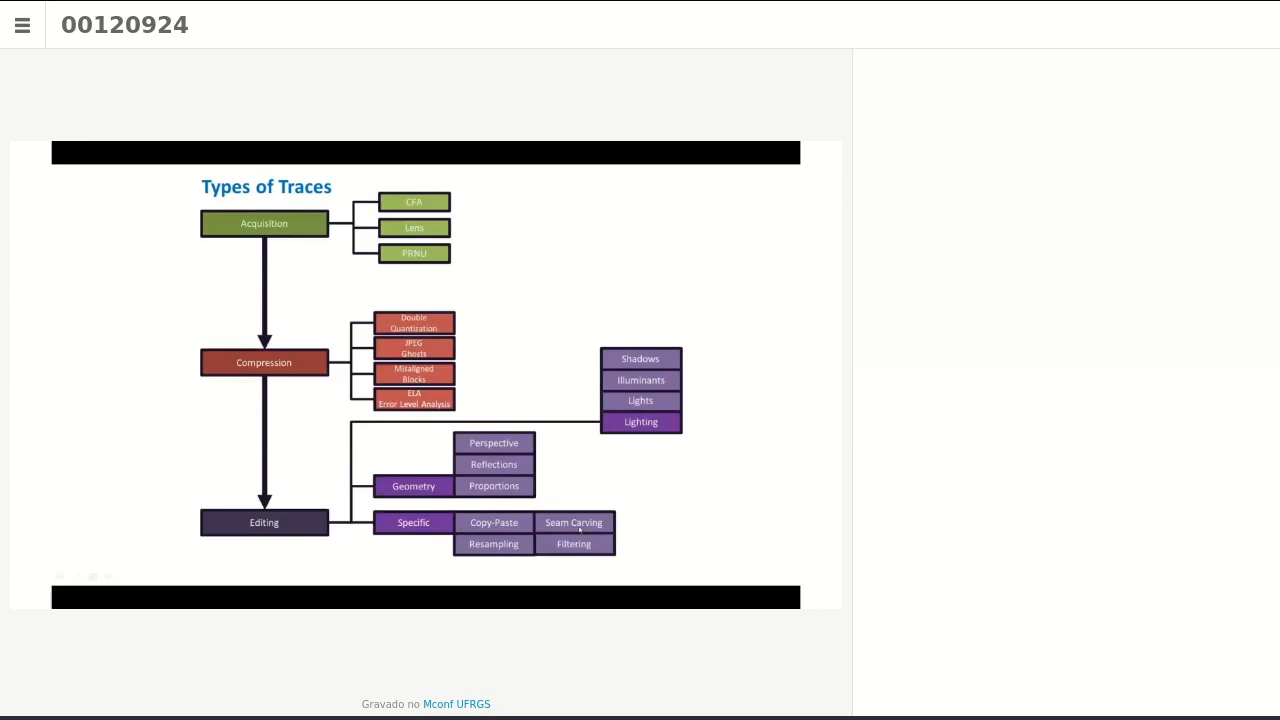 00120924
Types of Traces
Acquisition
CFA
Lens
PRNU
Compression
Double
Quantization
JPEG
Ghosts
Misaligned
Blocks
ELA
Error Level Analysis
Shadows
Illuminants
Lights
Lighting
Perspective
Reflections
Geometry
Proportions
Editing
Specific
Copy-Paste
Seam Carving
Resampling
Filtering
Gravado no Mconf UFRGS